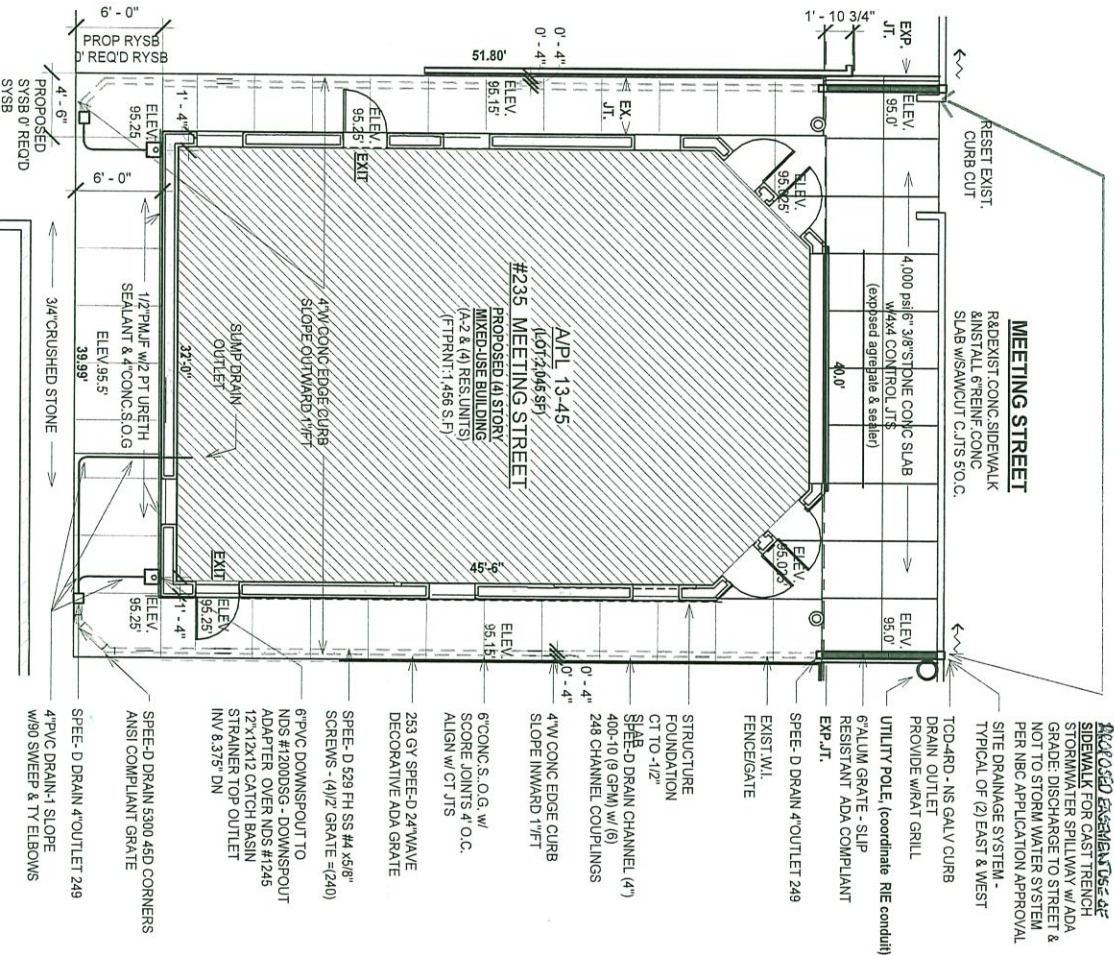 MEETING STREET
R&DEXIST.CONC.SIDEWALK
&INSTALL 6"REINF.CONC
SLAB w/SAWCUT C.JTS 5'O.C.
RESET EXIST.
CURB CUT
EXP.
JT.
1' - 10 3/4"
ELEV.
95.0'
4,000 psi 6" 3/8"STONE CONC SLAB
w/4x4 CONTROL JTS
(exposed agregate & sealer)
ELEV.
95.0'
40.0'
ELEV.
ELEV.
51.80'
0' - 4"
0' - 4"
ELEV.
95.15'
EX.
JT.
ELEV.
95.25'
EXIT
A/PL 13-45
(LOT:2,045 SF)
#235 MEETING STREET
PROPOSED (4) STORY
MIXED-USE BUILDING
(A-2 & (4) RES.UNITS)
(FTPRNT:1,456 S.F)
45'-6"
ELEV.
95.15'
0' - 4"
0' - 4"
4"W CONC EDGE CURB
SLOPE OUTWARD 1"/FT
SUMP DRAIN
OUTLET
32'-0"
EXIT
ELEV.
95.25'
6' - 0"
PROP RYSB
0' REQ'D RYSB
4' - 6"
PROPOSED
SYSB 0' REQ'D
SYSB
1' - 4"
ELEV.
95.25
6' - 0"
1/2"PMJF w/2 PT URETH
SEALANT & 4"CONC.S.O.G
ELEV.95.5'
39.99'
3/4"CRUSHED STONE
1' - 4"
ELEV.
95.25'
PROPOSED EASEMENT USE OF
SIDEWALK FOR CAST TRENCH
STORMWATER SPILLWAY w/ ADA
GRADE; DISCHARGE TO STREET &
NOT TO STORM WATER SYSTEM
PER NBC APPLICATION APPROVAL
SITE DRAINAGE SYSTEM -
TYPICAL OF (2) EAST & WEST
TCD-4RD - NS GALV CURB
DRAIN OUTLET
PROVIDE w/RAT GRILL
UTILITY POLE, (coordinate RIE conduit)
6"ALUM GRATE - SLIP
RESISTANT ADA COMPLIANT
EXP.JT.
SPEE- D DRAIN 4"OUTLET 249
EXIST.W.I.
FENCE/GATE
STRUCTURE
FOUNDATION
CT TO -1/2"
SLAB
SPEE-D DRAIN CHANNEL (4")
400-10 (9 GPM) w/ (6)
248 CHANNEL COUPLINGS
4"W CONC EDGE CURB
SLOPE INWARD 1"/FT
6"CONC.S..O.G. w/
SCORE JOINTS 4' O.C.
ALIGN w/ CT JTS
253 GY SPEE-D 24"WAVE
DECORATIVE ADA GRATE
SPEE- D 529 FH SS #4 x5/8"
SCREWS - (4)/2' GRATE =(240)
6"PVC DOWNSPOUT TO
NDS #1200DSG - DOWNSPOUT
ADAPTER OVER NDS #1245
12"x12x12 CATCH BASIN
STRAINER TOP OUTLET
INV 8.375" DN
SPEE-D DRAIN 5300 45D CORNERS
ANSI COMPLIANT GRATE
SPEE- D DRAIN 4"OUTLET 249
4"PVC DRAIN-1 SLOPE
w/90 SWEEP & TY ELBOWS